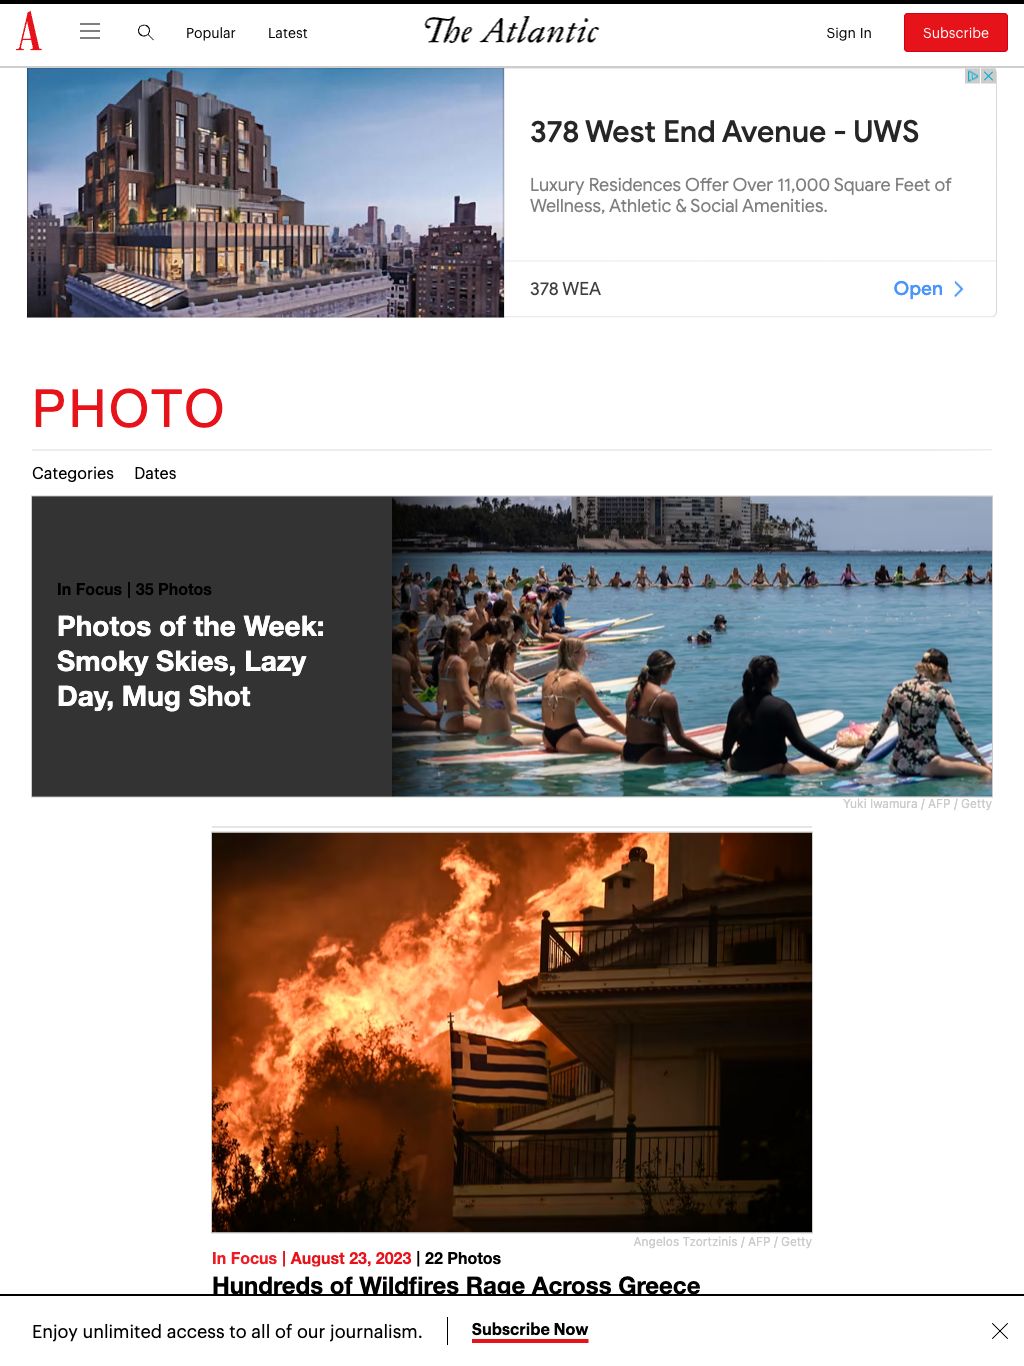 A
Popular
Latest
The Atlantic
Sign In
Subscribe
378 West End Avenue - UWS
Luxury Residences Offer Over 11,000 Square Feet of
Wellness, Athletic & Social Amenities.
378 WEA
Open
PHOTO
Categories
Dates
In Focus | 35 Photos
Photos of the Week:
Smoky Skies, Lazy
Day, Mug Shot
Yuki Iwamura / AFP / Getty
Angelos Tzortzinis / AFP / Getty
In Focus | August 23, 2023 | 22 Photos
Hundreds of Wildfires Rage Across Greece
Enjoy unlimited access to all of our journalism.
Subscribe Now